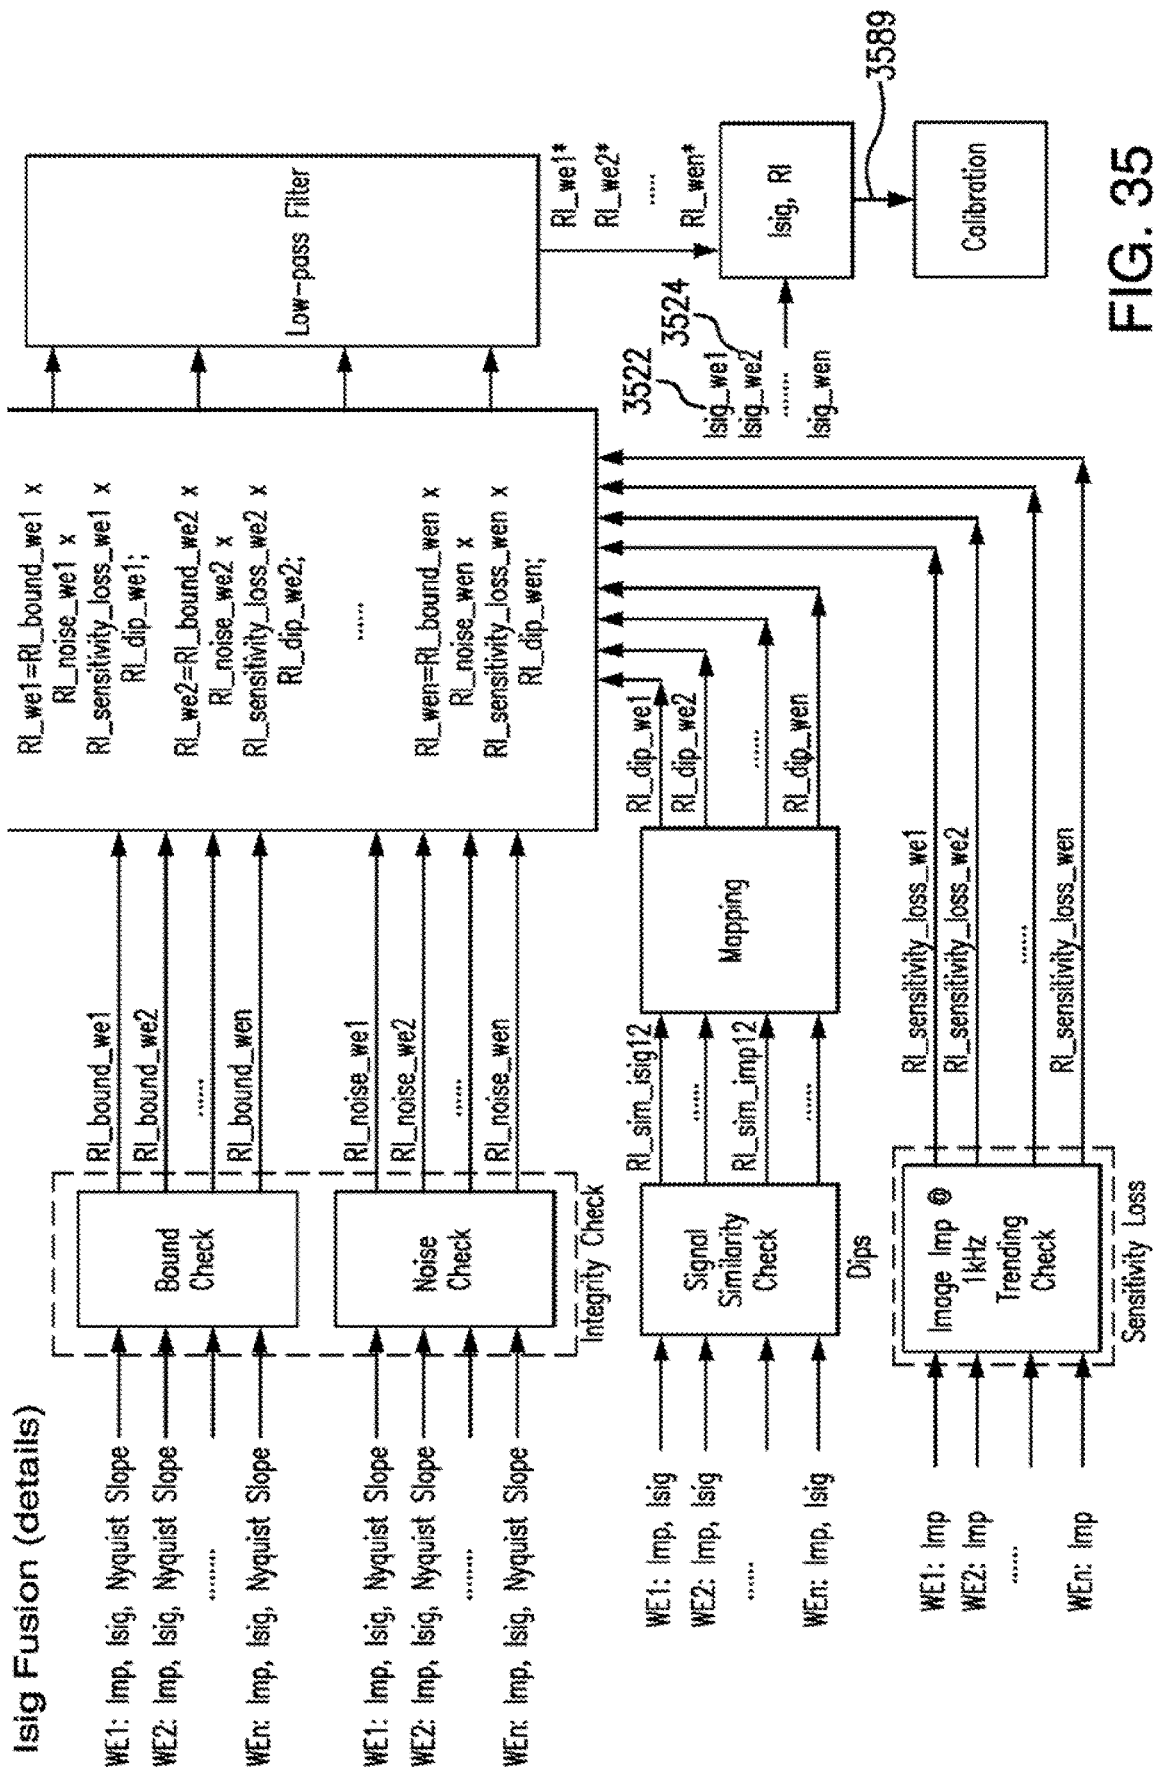 Isig Fusion (details)
WE1: Imp, Isig, Nyquist Slope
WE2: Imp, Isig, Nyquist Slope
........
WEn: Imp, Isig, Nyquist Slope
Bound
Check
RI_bound_we1
RI_bound_we2
......
RI_bound_wen
WE1: Imp, Isig, Nyquist Slope
WE2: Imp, Isig, Nyquist Slope
........
WEn: Imp, Isig, Nyquist Slope
Noise
Check
Integrity Check
RI_noise_we1
RI_noise_we2
......
RI_noise_wen
RI_we1=RI_bound_we1 x
RI_noise_we1 x
RI_sensitivity_loss_we1 x
RI_dip_we1;
RI_we2=RI_bound_we2 x
RI_noise_we2 x
RI_sensitivity_loss_we2 x
RI_dip_we2;
......
RI_wen=RI_bound_wen x
RI_noise_wen x
RI_sensitivity_loss_wen x
RI_dip_wen;
Low-pass Filter
RI_we1*
RI_we2*
......
RI_wen*
WE1: Imp, Isig
WE2: Imp, Isig
......
WEn: Imp, Isig
Signal
Similarity
Check
Dips
RI_sim_isig12
......
RI_sim_imp12
......
Mapping
RI_dip_we1
RI_dip_we2
......
RI_dip_wen
3522
3524
Isig_we1
Isig_we2
......
Isig_wen
Isig, RI
3589
Calibration
WE1: Imp
WE2: Imp
......
WEn: Imp
Image Imp @
1kHz
Trending
Check
Sensitivity Loss
RI_sensitivity_loss_we1
RI_sensitivity_loss_we2
......
RI_sensitivity_loss_wen
FIG. 35